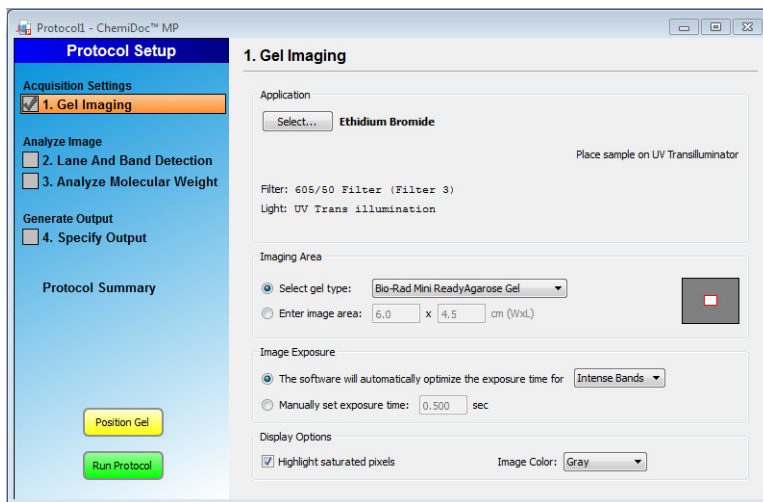 Protocol1 - ChemiDoc™ MP
Protocol Setup
Acquisition Settings
1. Gel Imaging
Analyze Image
2. Lane And Band Detection
3. Analyze Molecular Weight
Generate Output
4. Specify Output
Protocol Summary
Position Gel
Run Protocol
1. Gel Imaging
Application
Select... Ethidium Bromide
Place sample on UV Transilluminator
Filter: 605/50 Filter (Filter 3)
Light: UV Trans illumination
Imaging Area
Select gel type: Bio-Rad Mini ReadyAgarose Gel
Enter image area: 6.0 x 4.5 cm (WxL)
Image Exposure
The software will automatically optimize the exposure time for Intense Bands
Manually set exposure time: 0.500 sec
Display Options
Highlight saturated pixels Image Color: Gray